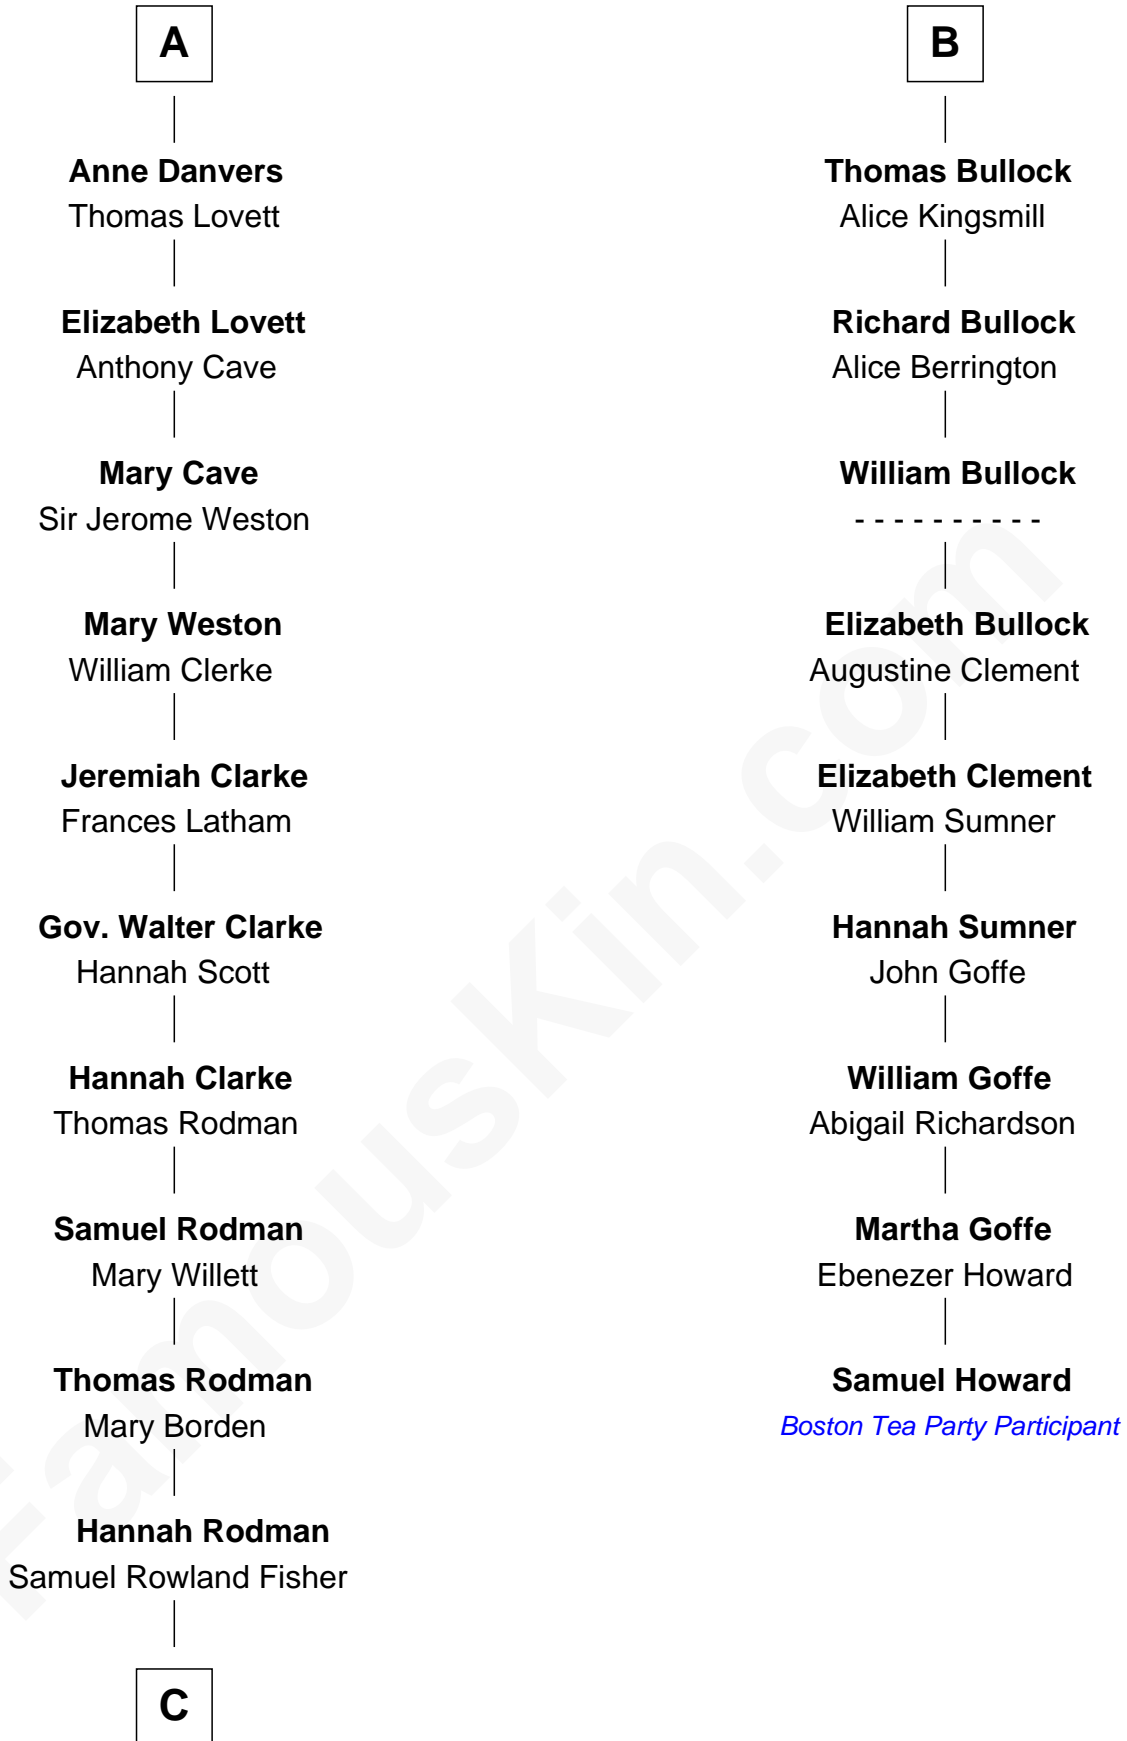 A
Anne Danvers
Thomas Lovett
Elizabeth Lovett
Anthony Cave
Mary Cave
Sir Jerome Weston
Mary Weston
William Clerke
Jeremiah Clarke
Frances Latham
Gov. Walter Clarke
Hannah Scott
Hannah Clarke
Thomas Rodman
Samuel Rodman
Mary Willett
Thomas Rodman
Mary Borden
Hannah Rodman
Samuel Rowland Fisher
C
B
Thomas Bullock
Alice Kingsmill
Richard Bullock
Alice Berrington
William Bullock
- - - - - - - - - -
Elizabeth Bullock
Augustine Clement
Elizabeth Clement
William Sumner
Hannah Sumner
John Goffe
William Goffe
Abigail Richardson
Martha Goffe
Ebenezer Howard
Samuel Howard
Boston Tea Party Participant
FamousKin.com